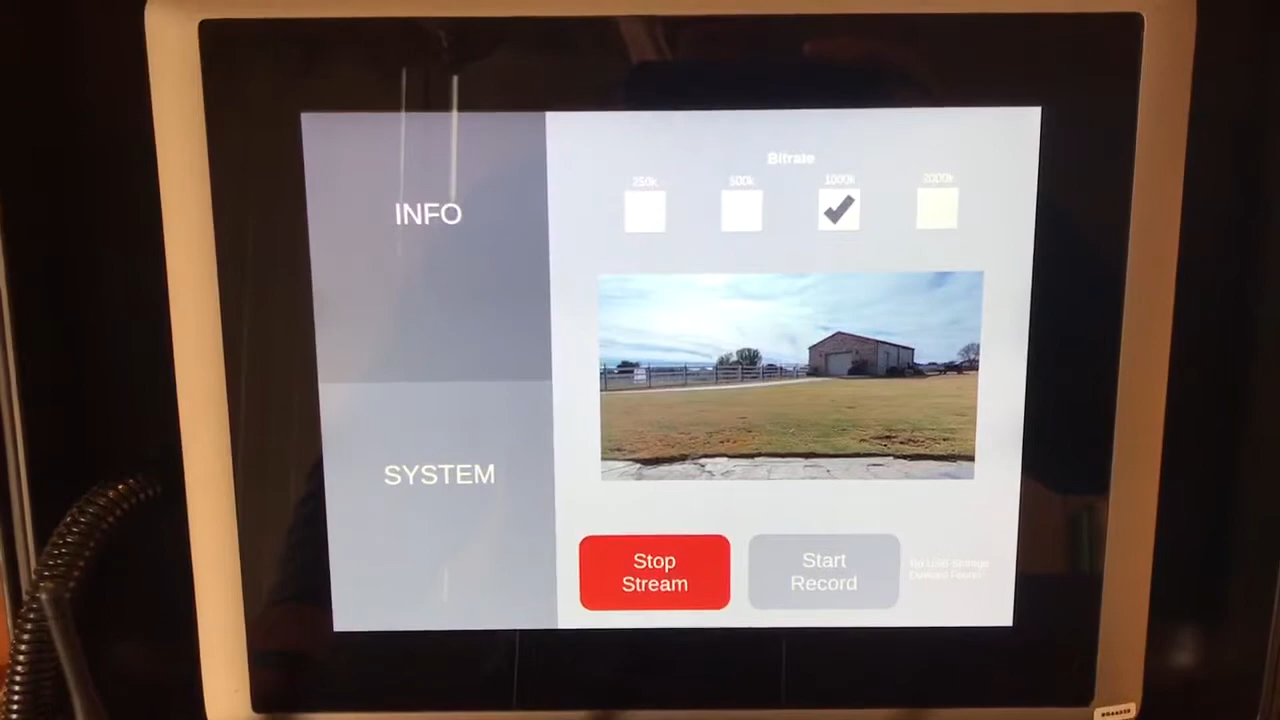 Bitrate
250k 500k 1000k 2000k
INFO
SYSTEM
Stop
Stream
Start
Record